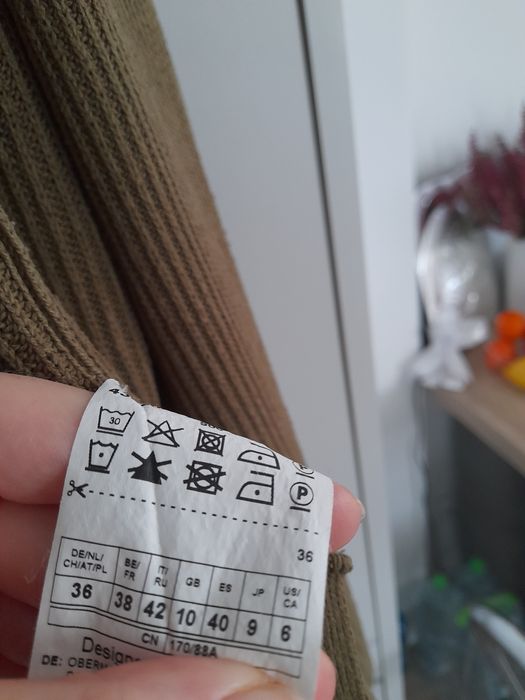 30
P
36
DE/NL/ BE/ IT/ GB ES JP US/
CH/AT/PL FR RU CA
36 38 42 10 40 9 6
CN 170/88A
Designe
DE: OBERM